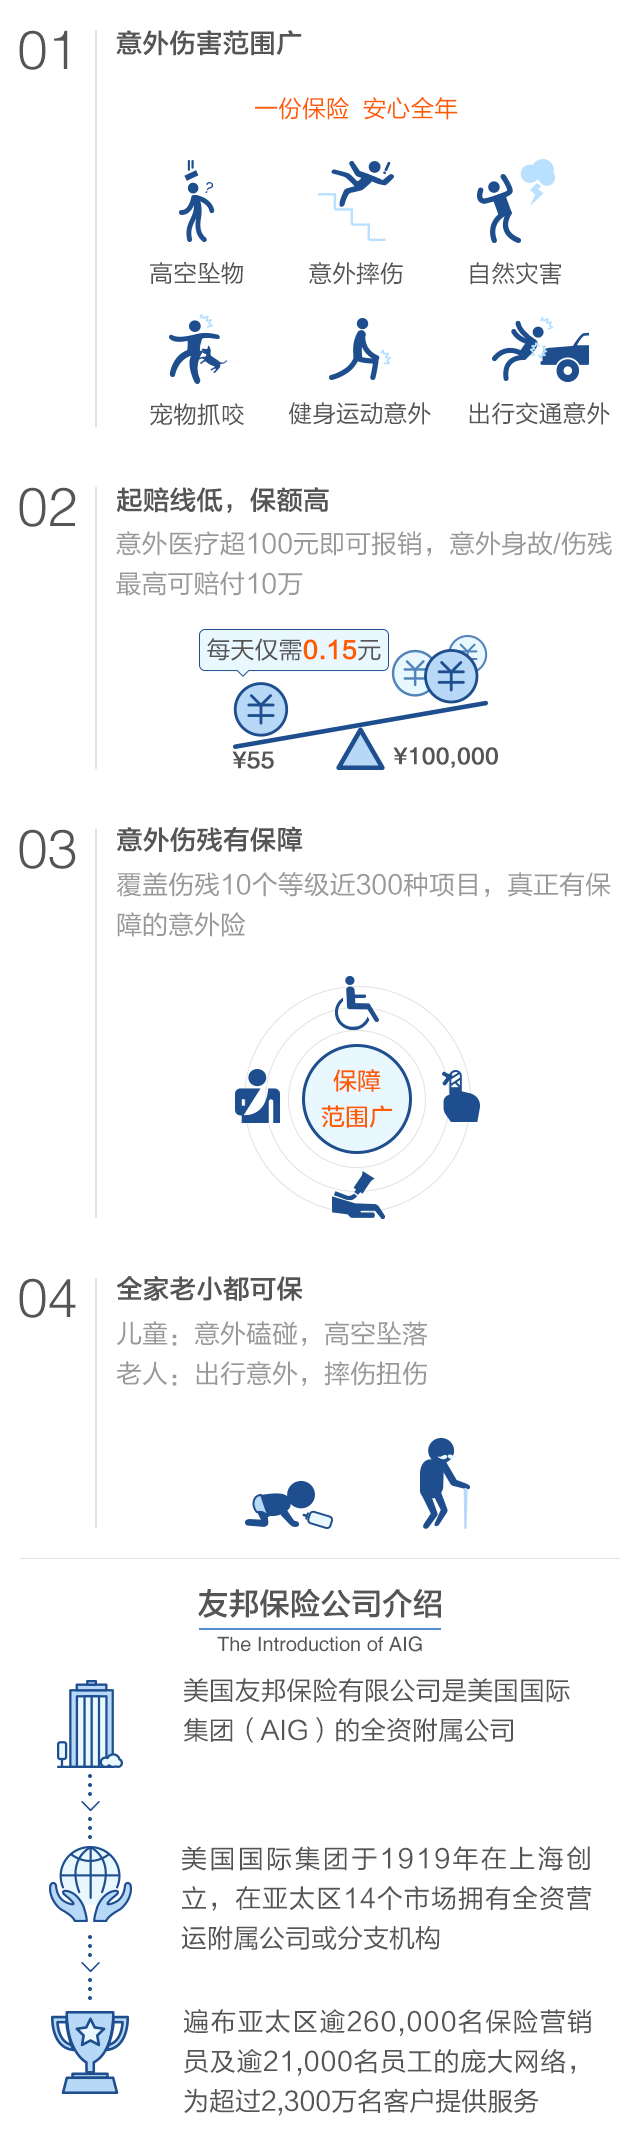 01
意外伤害范围广
一份保险 安心全年
?
高空坠物
意外摔伤
自然灾害
宠物抓咬
健身运动意外
出行交通意外
02
起赔线低，保额高
意外医疗超100元即可报销，意外身故/伤残
最高可赔付10万
每天仅需0.15元
¥
¥
¥
¥
¥55
¥100,000
03
意外伤残有保障
覆盖伤残10个等级近300种项目，真正有保
障的意外险
保障
范围广
04
全家老小都可保
儿童：意外磕碰，高空坠落
老人：出行意外，摔伤扭伤
友邦保险公司介绍
The Introduction of AIG
美国友邦保险有限公司是美国国际
集团（AIG）的全资附属公司
美国国际集团于1919年在上海创
立，在亚太区14个市场拥有全资营
运附属公司或分支机构
遍布亚太区逾260,000名保险营销
员及逾21,000名员工的庞大网络，
为超过2,300万名客户提供服务